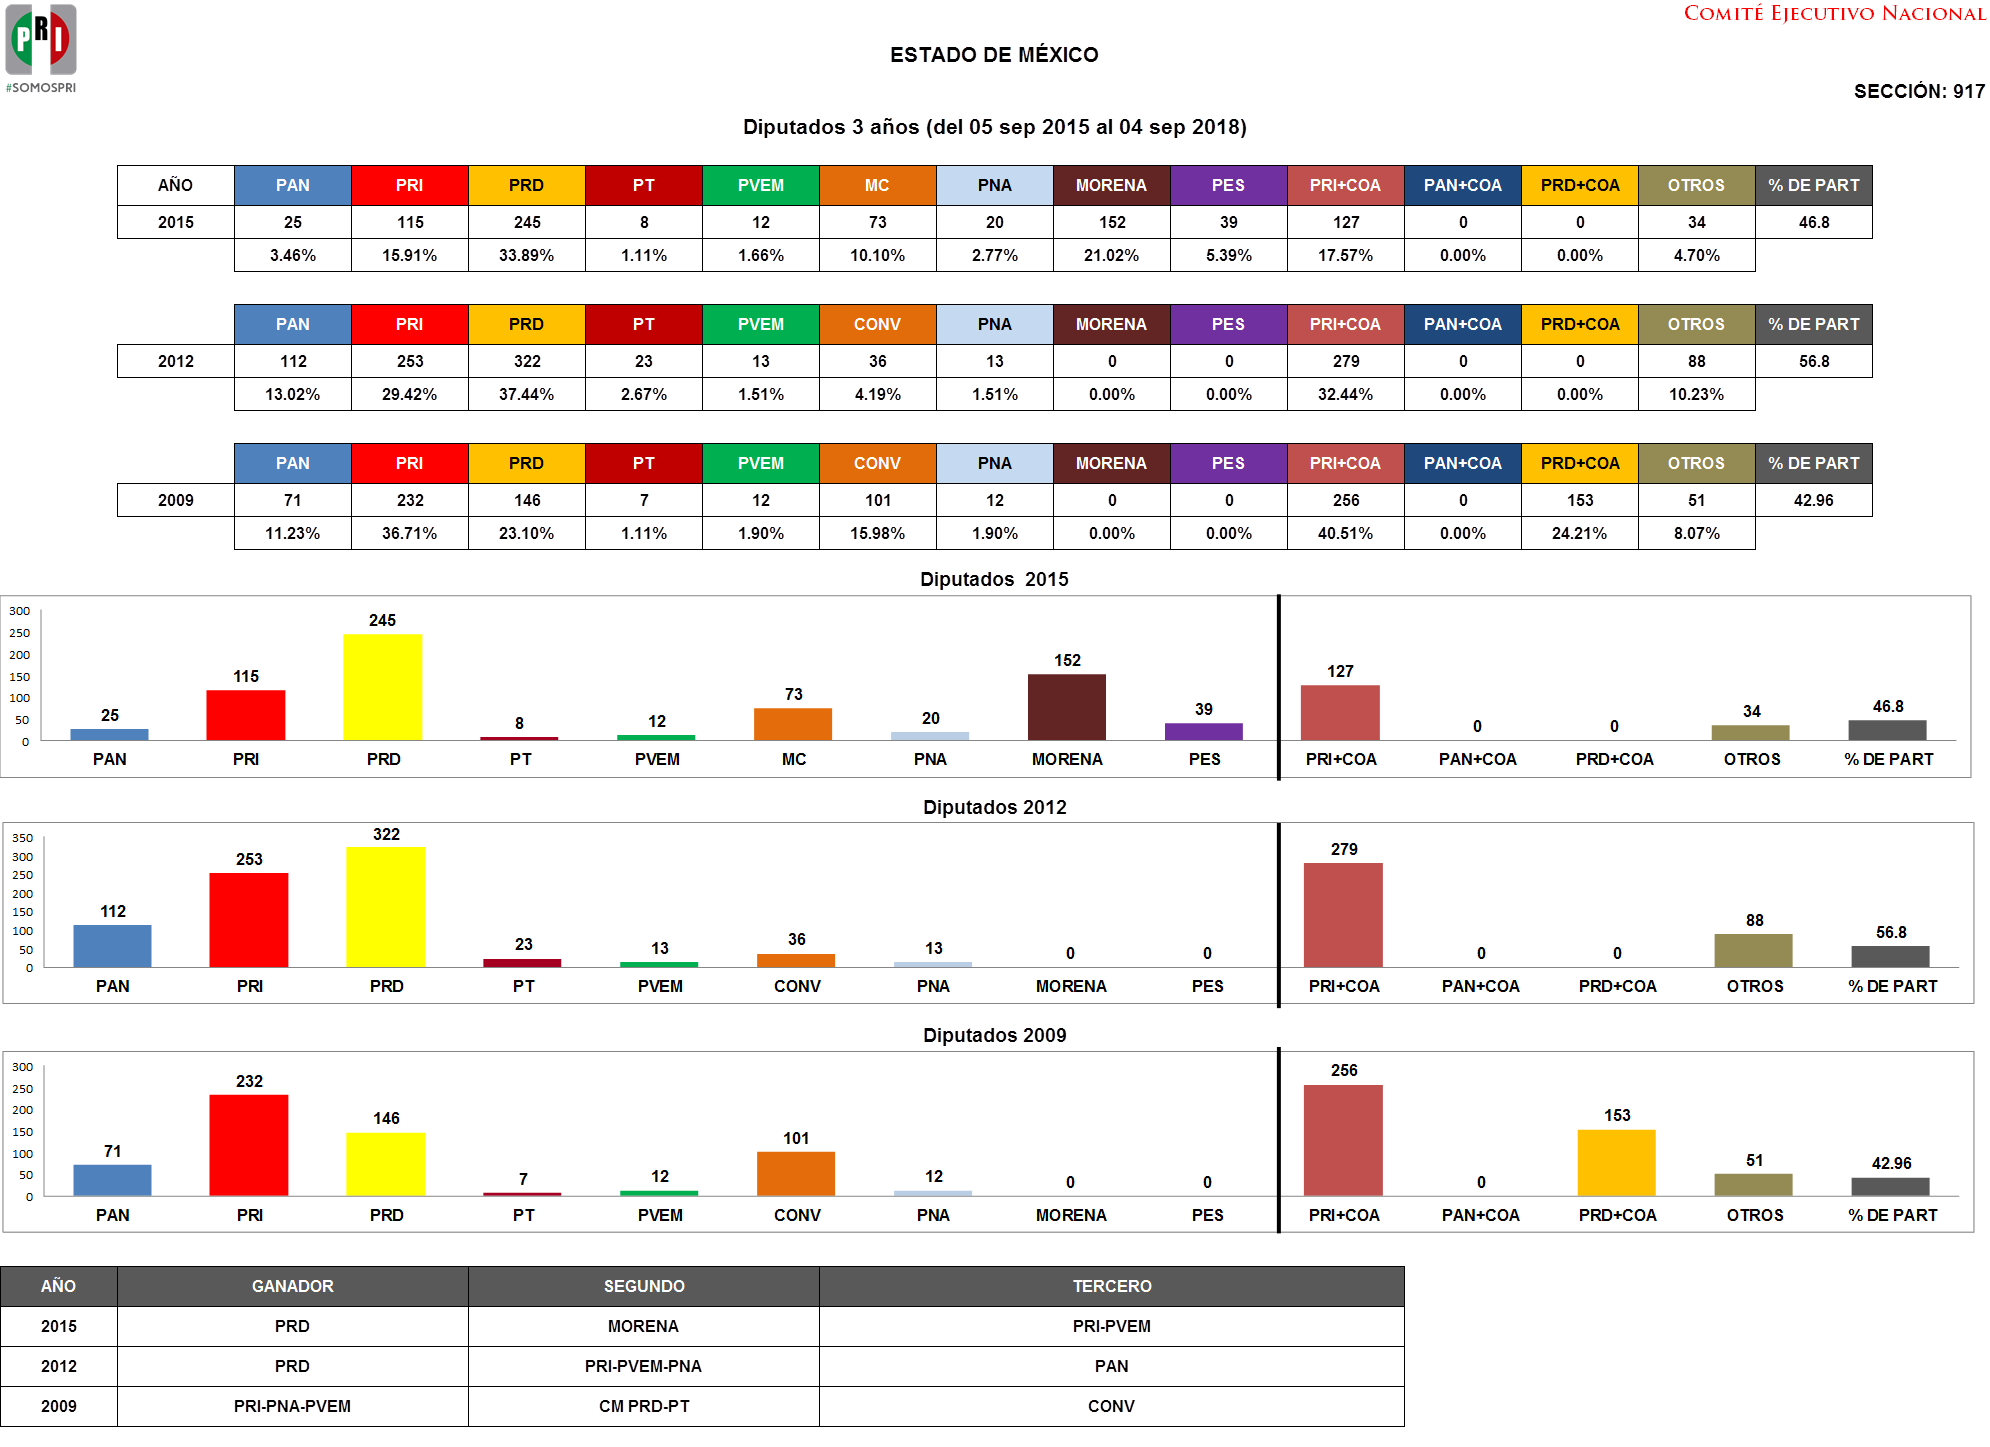 PRI
#SOMOSPRI
COMITÉ EJECUTIVO NACIONAL
ESTADO DE MÉXICO
SECCIÓN: 917
Diputados 3 años (del 05 sep 2015 al 04 sep 2018)
AÑO PAN PRI PRD PT PVEM MC PNA MORENA PES PRI+COA PAN+COA PRD+COA OTROS % DE PART
2015 25 115 245 8 12 73 20 152 39 127 0 0 34 46.8
3.46% 15.91% 33.89% 1.11% 1.66% 10.10% 2.77% 21.02% 5.39% 17.57% 0.00% 0.00% 4.70%
PAN PRI PRD PT PVEM CONV PNA MORENA PES PRI+COA PAN+COA PRD+COA OTROS % DE PART
2012 112 253 322 23 13 36 13 0 0 279 0 0 88 56.8
13.02% 29.42% 37.44% 2.67% 1.51% 4.19% 1.51% 0.00% 0.00% 32.44% 0.00% 0.00% 10.23%
PAN PRI PRD PT PVEM CONV PNA MORENA PES PRI+COA PAN+COA PRD+COA OTROS % DE PART
2009 71 232 146 7 12 101 12 0 0 256 0 153 51 42.96
11.23% 36.71% 23.10% 1.11% 1.90% 15.98% 1.90% 0.00% 0.00% 40.51% 0.00% 24.21% 8.07%
Diputados 2015
300
250
200
150
100
50
0
25 115 245 8 12 73 20 152 39 127 0 0 34 46.8
PAN PRI PRD PT PVEM MC PNA MORENA PES PRI+COA PAN+COA PRD+COA OTROS % DE PART
Diputados 2012
350
300
250
200
150
100
50
0
112 253 322 23 13 36 13 0 0 279 0 0 88 56.8
PAN PRI PRD PT PVEM CONV PNA MORENA PES PRI+COA PAN+COA PRD+COA OTROS % DE PART
Diputados 2009
300
250
200
150
100
50
0
71 232 146 7 12 101 12 0 0 256 0 153 51 42.96
PAN PRI PRD PT PVEM CONV PNA MORENA PES PRI+COA PAN+COA PRD+COA OTROS % DE PART
AÑO GANADOR SEGUNDO TERCERO
2015 PRD MORENA PRI-PVEM
2012 PRD PRI-PVEM-PNA PAN
2009 PRI-PNA-PVEM CM PRD-PT CONV